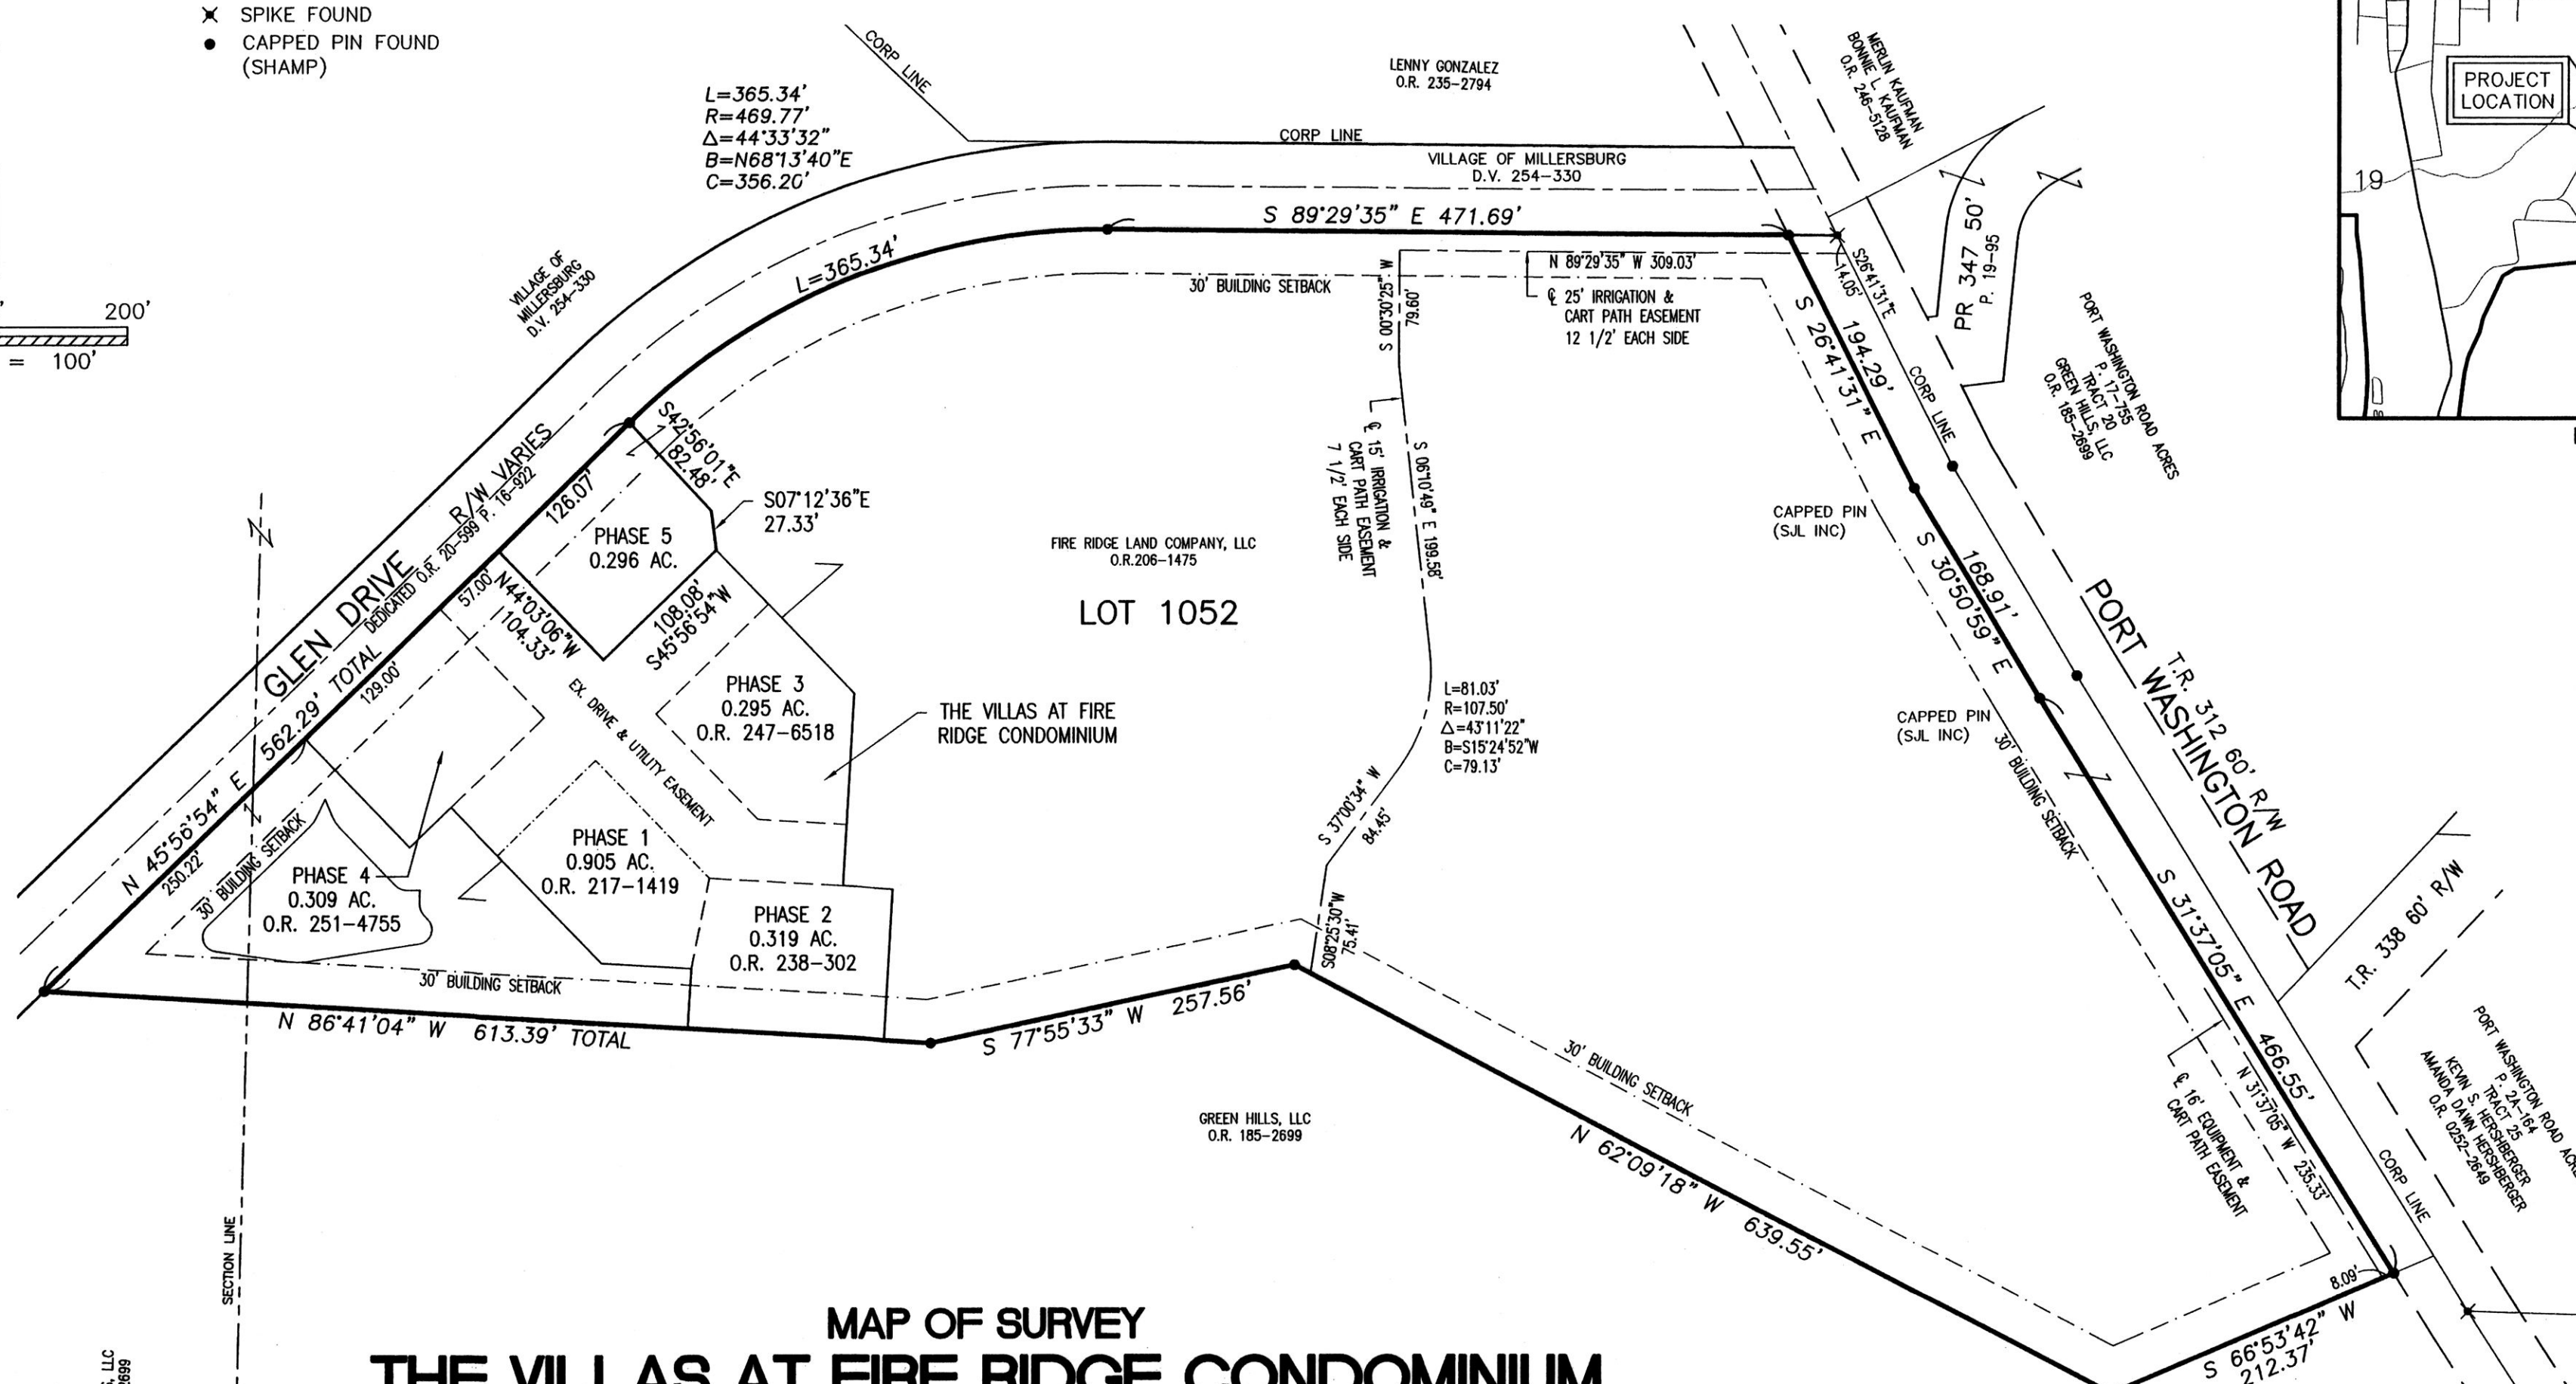 SPIKE FOUND
CAPPED PIN FOUND
(SHAMP)
L=365.34'
R=469.77'
Δ=44°33'32"
B=N68°13'40"E
C=356.20'
CORP LINE
LENNY GONZALEZ
O.R. 235-2794
CORP LINE
VILLAGE OF MILLERSBURG
D.V. 254-330
MERLIN KAUFMAN
BONNIE L. KAUFMAN
O.R. 246-5128
PROJECT
LOCATION
19
VILLAGE OF
MILLERSBURG
D.V. 254-330
L=365.34'
S 89°29'35" E 471.69'
30' BUILDING SETBACK
N 89°29'35" W 309.03'
℄ 25' IRRIGATION &
CART PATH EASEMENT
12 1/2' EACH SIDE
S 00°30'25" W
79.60'
S26°41'31"E
14.05'
PR 347 50'
P. 19-95
200'
= 100'
S 26°41'31" E
194.29'
CORP LINE
PORT WASHINGTON ROAD ACRES
P. 17-755
TRACT 20
GREEN HILLS, LLC
O.R. 185-2699
GLEN DRIVE
R/W VARIES
DEDICATED O.R. 20-599 P. 16-922
126.07'
S42°56'01"E
82.48'
S07°12'36"E
27.33'
PHASE 5
0.296 AC.
57.00'
N44°03'06"W
104.33'
108.08'
S45°56'54"W
FIRE RIDGE LAND COMPANY, LLC
O.R.206-1475
LOT 1052
℄ 15' IRRIGATION &
CART PATH EASEMENT
7 1/2' EACH SIDE
S 06°10'49" E 199.58'
CAPPED PIN
(SJL INC)
S 30°50'59" E
168.91'
PORT WASHINGTON ROAD
T.R. 312 60' R/W
N 45°56'54" E 562.29' TOTAL
129.00'
250.22'
30' BUILDING SETBACK
EX. DRIVE & UTILITY EASEMENT
PHASE 3
0.295 AC.
O.R. 247-6518
THE VILLAS AT FIRE
RIDGE CONDOMINIUM
L=81.03'
R=107.50'
Δ=43°11'22"
B=S15°24'52"W
C=79.13'
CAPPED PIN
(SJL INC)
30' BUILDING SETBACK
S 37°00'34" W
84.45'
PHASE 1
0.905 AC.
O.R. 217-1419
PHASE 4
0.309 AC.
O.R. 251-4755
PHASE 2
0.319 AC.
O.R. 238-302
S08°25'30"W
75.41'
S 31°37'05" E 466.55'
T.R. 338 60' R/W
30' BUILDING SETBACK
N 86°41'04" W 613.39' TOTAL
S 77°55'33" W 257.56'
30' BUILDING SETBACK
N 62°09'18" W 639.55'
GREEN HILLS, LLC
O.R. 185-2699
℄ 16' EQUIPMENT &
CART PATH EASEMENT
N 31°37'05" W 235.33'
PORT WASHINGTON ROAD
P. 2A-164
TRACT 25
KEVIN S. HERSHBERGER
AMANDA DAWN HERSHBERGER
O.R. 0252-2649
CORP LINE
8.09'
S 66°53'42" W
212.37'
SECTION LINE
LLC
2699
MAP OF SURVEY
THE VILLAS AT FIRE RIDGE CONDOMINIUM